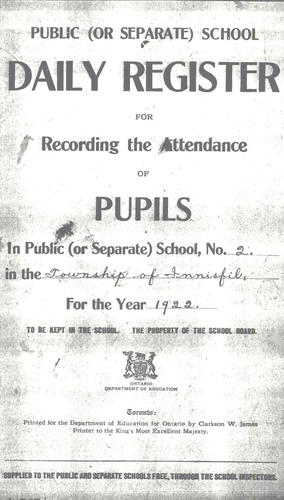 PUBLIC (OR SEPARATE) SCHOOL
DAILY REGISTER
FOR
Recording the Attendance
OF
PUPILS
In Public (or Separate) School, No. 2.
in the Township of Innisfil.
For the Year 1922.
TO BE KEPT IN THE SCHOOL. THE PROPERTY OF THE SCHOOL BOARD.
ONTARIO
DEPARTMENT OF EDUCATION
Toronto:
Printed for the Department of Education for Ontario by Clarkson W. James
Printer to the King's Most Excellent Majesty.
SUPPLIED TO THE PUBLIC AND SEPARATE SCHOOLS FREE, THROUGH THE SCHOOL INSPECTORS.